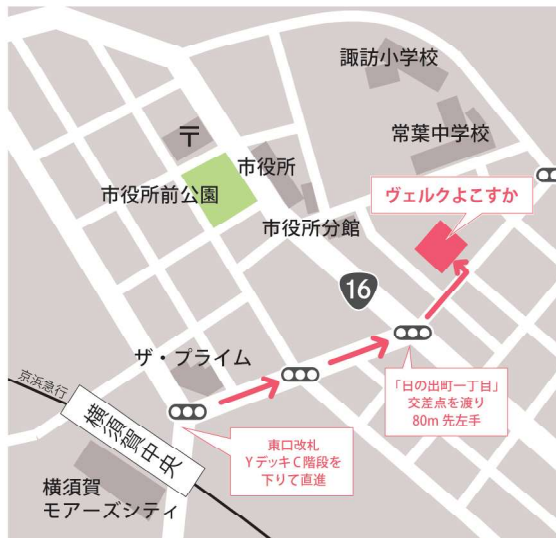 諏訪小学校
常葉中学校
〒
市役所
市役所前公園
ヴェルクよこすか
市役所分館
16
ザ・プライム
「日の出町一丁目」
交差点を渡り
80m 先左手
京浜急行
横須賀中央
東口改札
YデッキC階段を
下りて直進
横須賀
モアーズシティ